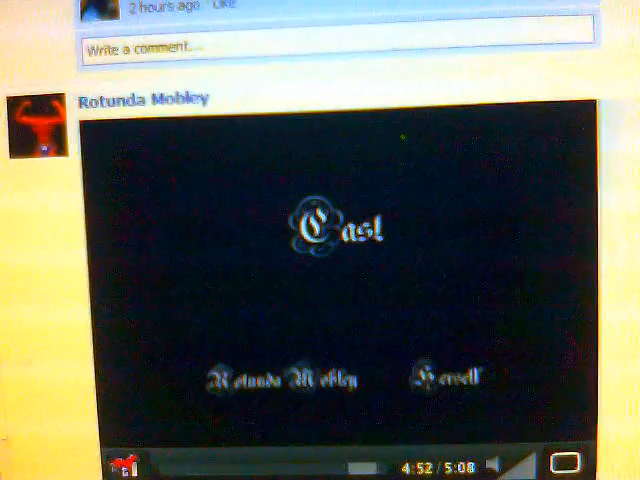 2 hours ago · Like
Write a comment...
Rotunda Mobley
Cast
Rotunda Mobley Herself
4:52 / 5:08